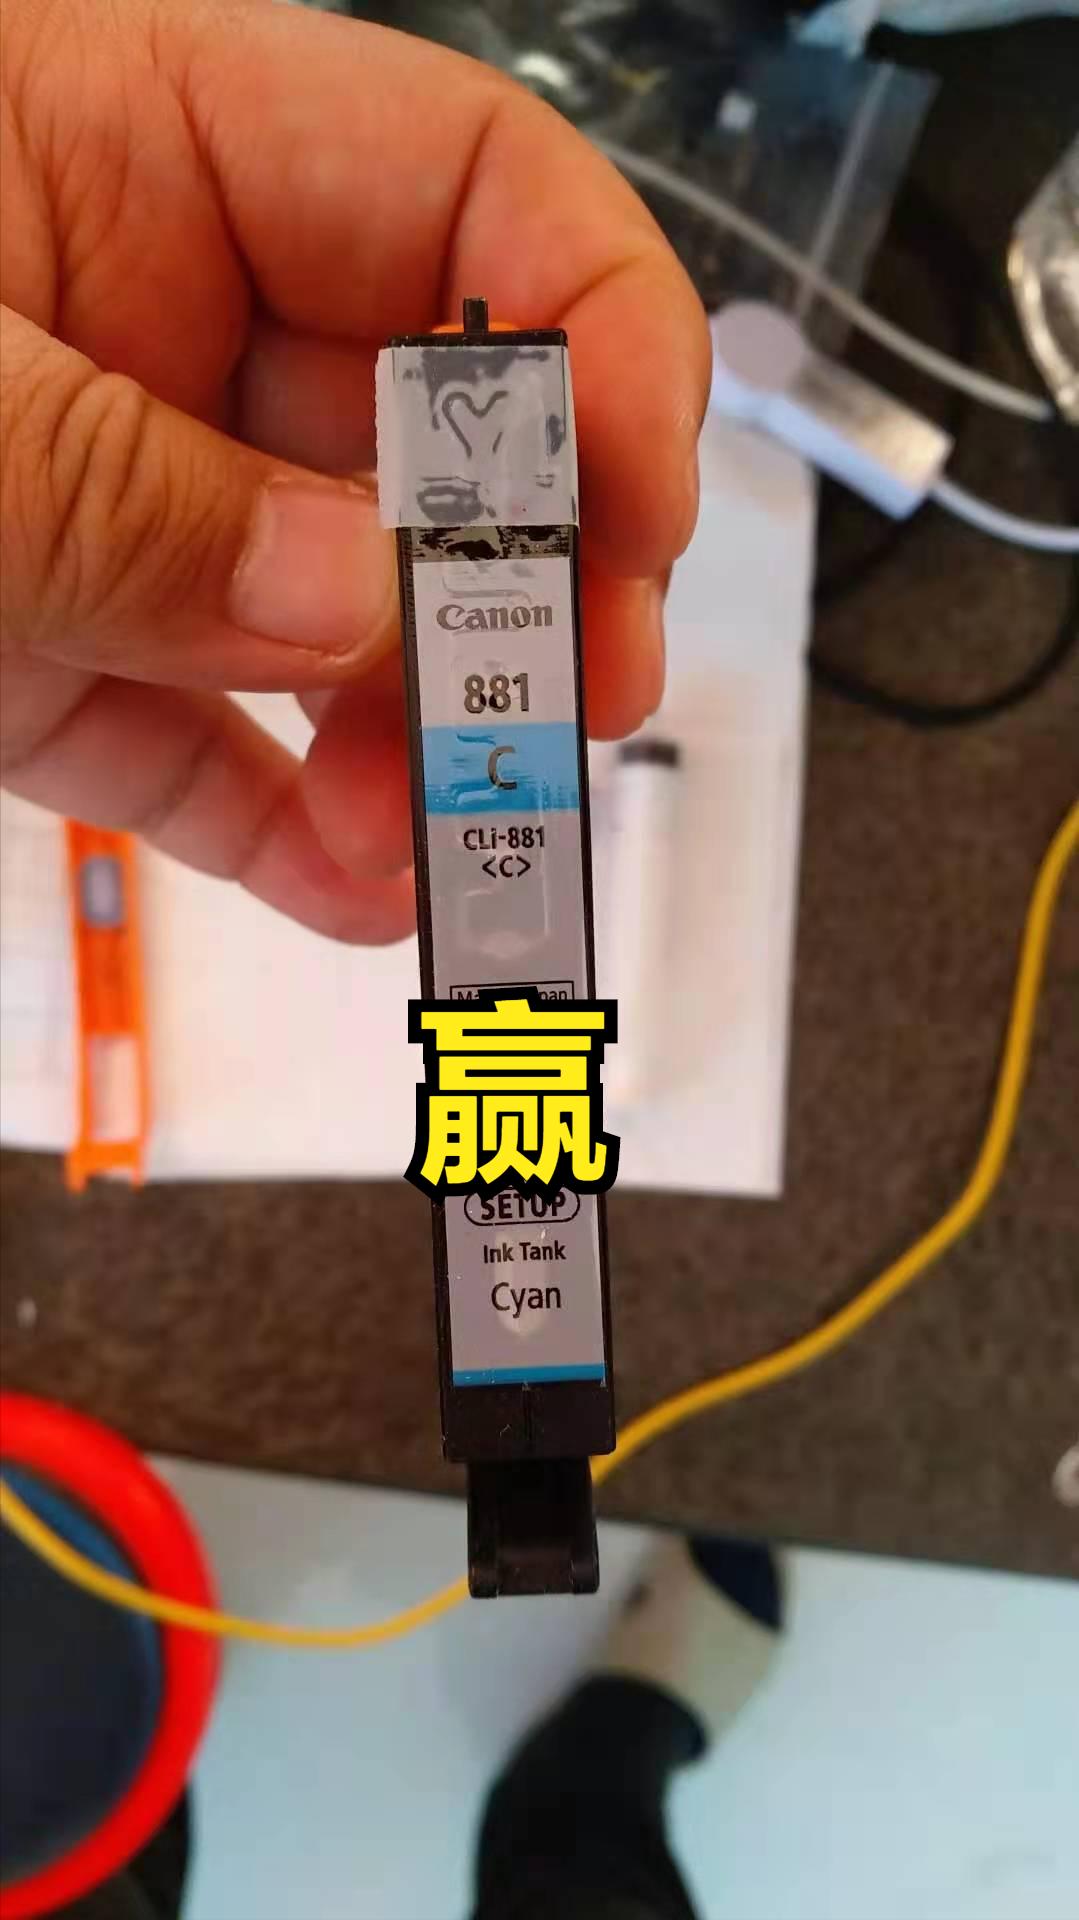 Canon
881
C
CLI-881
<C>
赢
SETUP
Ink Tank
Cyan